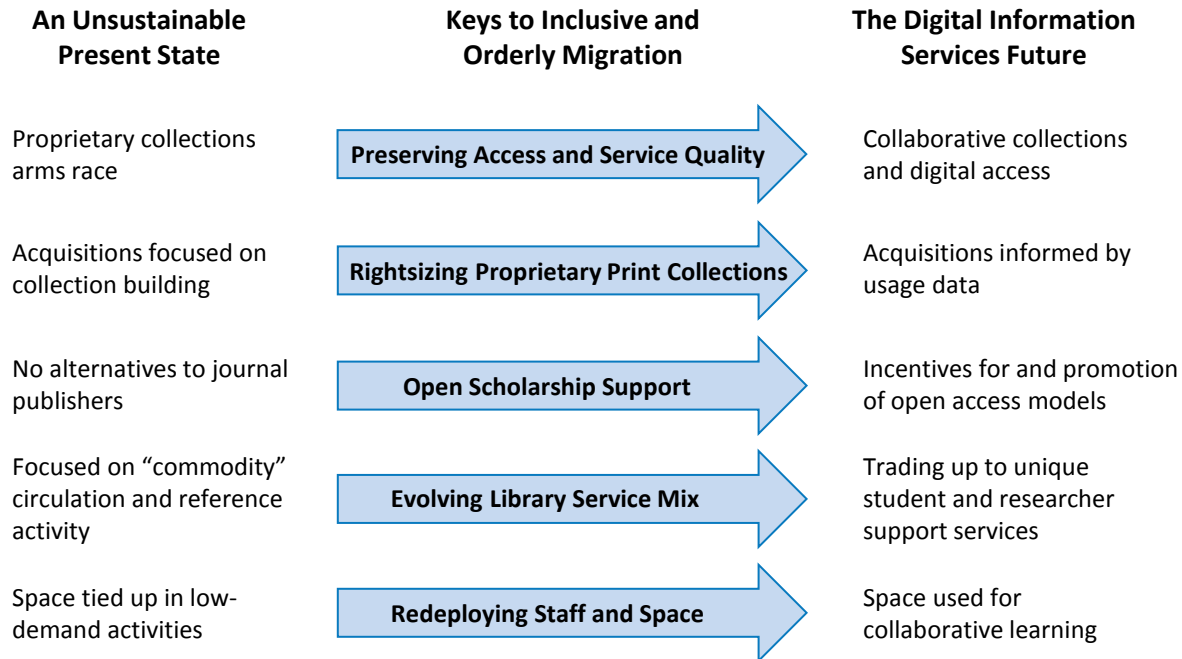 An Unsustainable
Present State
Keys to Inclusive and
Orderly Migration
The Digital Information
Services Future
Proprietary collections
arms race
Preserving Access and Service Quality
Collaborative collections
and digital access
Acquisitions focused on
collection building
Rightsizing Proprietary Print Collections
Acquisitions informed by
usage data
No alternatives to journal
publishers
Open Scholarship Support
Incentives for and promotion
of open access models
Focused on “commodity”
circulation and reference
activity
Evolving Library Service Mix
Trading up to unique
student and researcher
support services
Space tied up in low-
demand activities
Redeploying Staff and Space
Space used for
collaborative learning